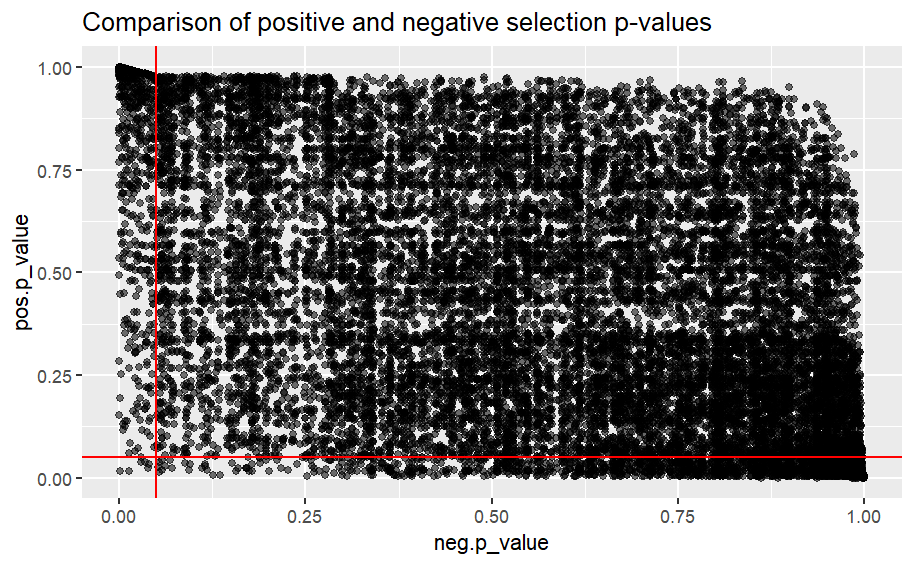 Comparison of positive and negative selection p-values
1.00
0.75
0.50
0.25
0.00
pos.p_value
0.00 0.25 0.50 0.75 1.00
neg.p_value